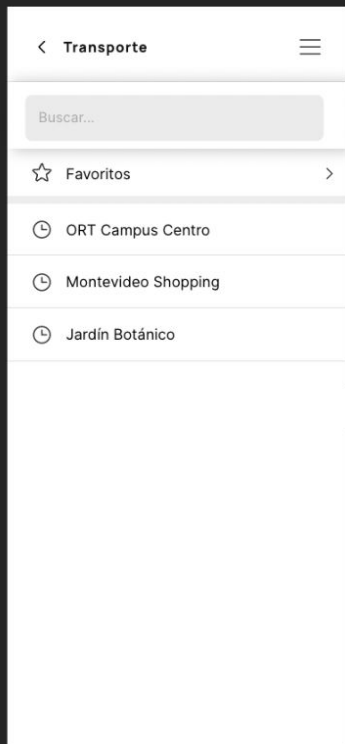 Transporte
Buscar...
Favoritos
ORT Campus Centro
Montevideo Shopping
Jardín Botánico